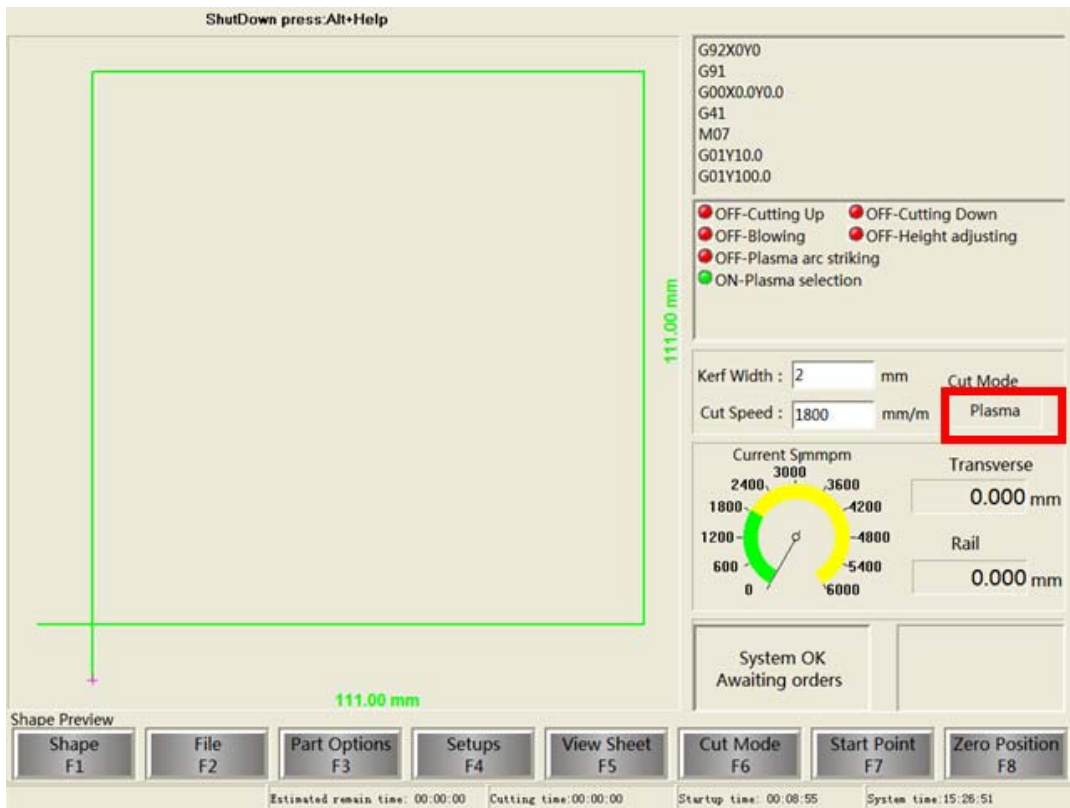 ShutDown press:Alt+Help
G92X0Y0
G91
G00X0.0Y0.0
G41
M07
G01Y10.0
G01Y100.0
OFF-Cutting Up OFF-Cutting Down
OFF-Blowing OFF-Height adjusting
OFF-Plasma arc striking
ON-Plasma selection
111.00 mm
Kerf Width : 2 mm
Cut Mode
Cut Speed : 1800 mm/m
Plasma
Current Smmpm
0
600
1200
1800
2400
3000
3600
4200
4800
5400
6000
Transverse
0.000 mm
Rail
0.000 mm
System OK
Awaiting orders
111.00 mm
Shape Preview
Shape F1
File F2
Part Options F3
Setups F4
View Sheet F5
Cut Mode F6
Start Point F7
Zero Position F8
Estimated remain time: 00:00:00 Cutting time:00:00:00 Startup time: 00:08:55 System time:15:26:51